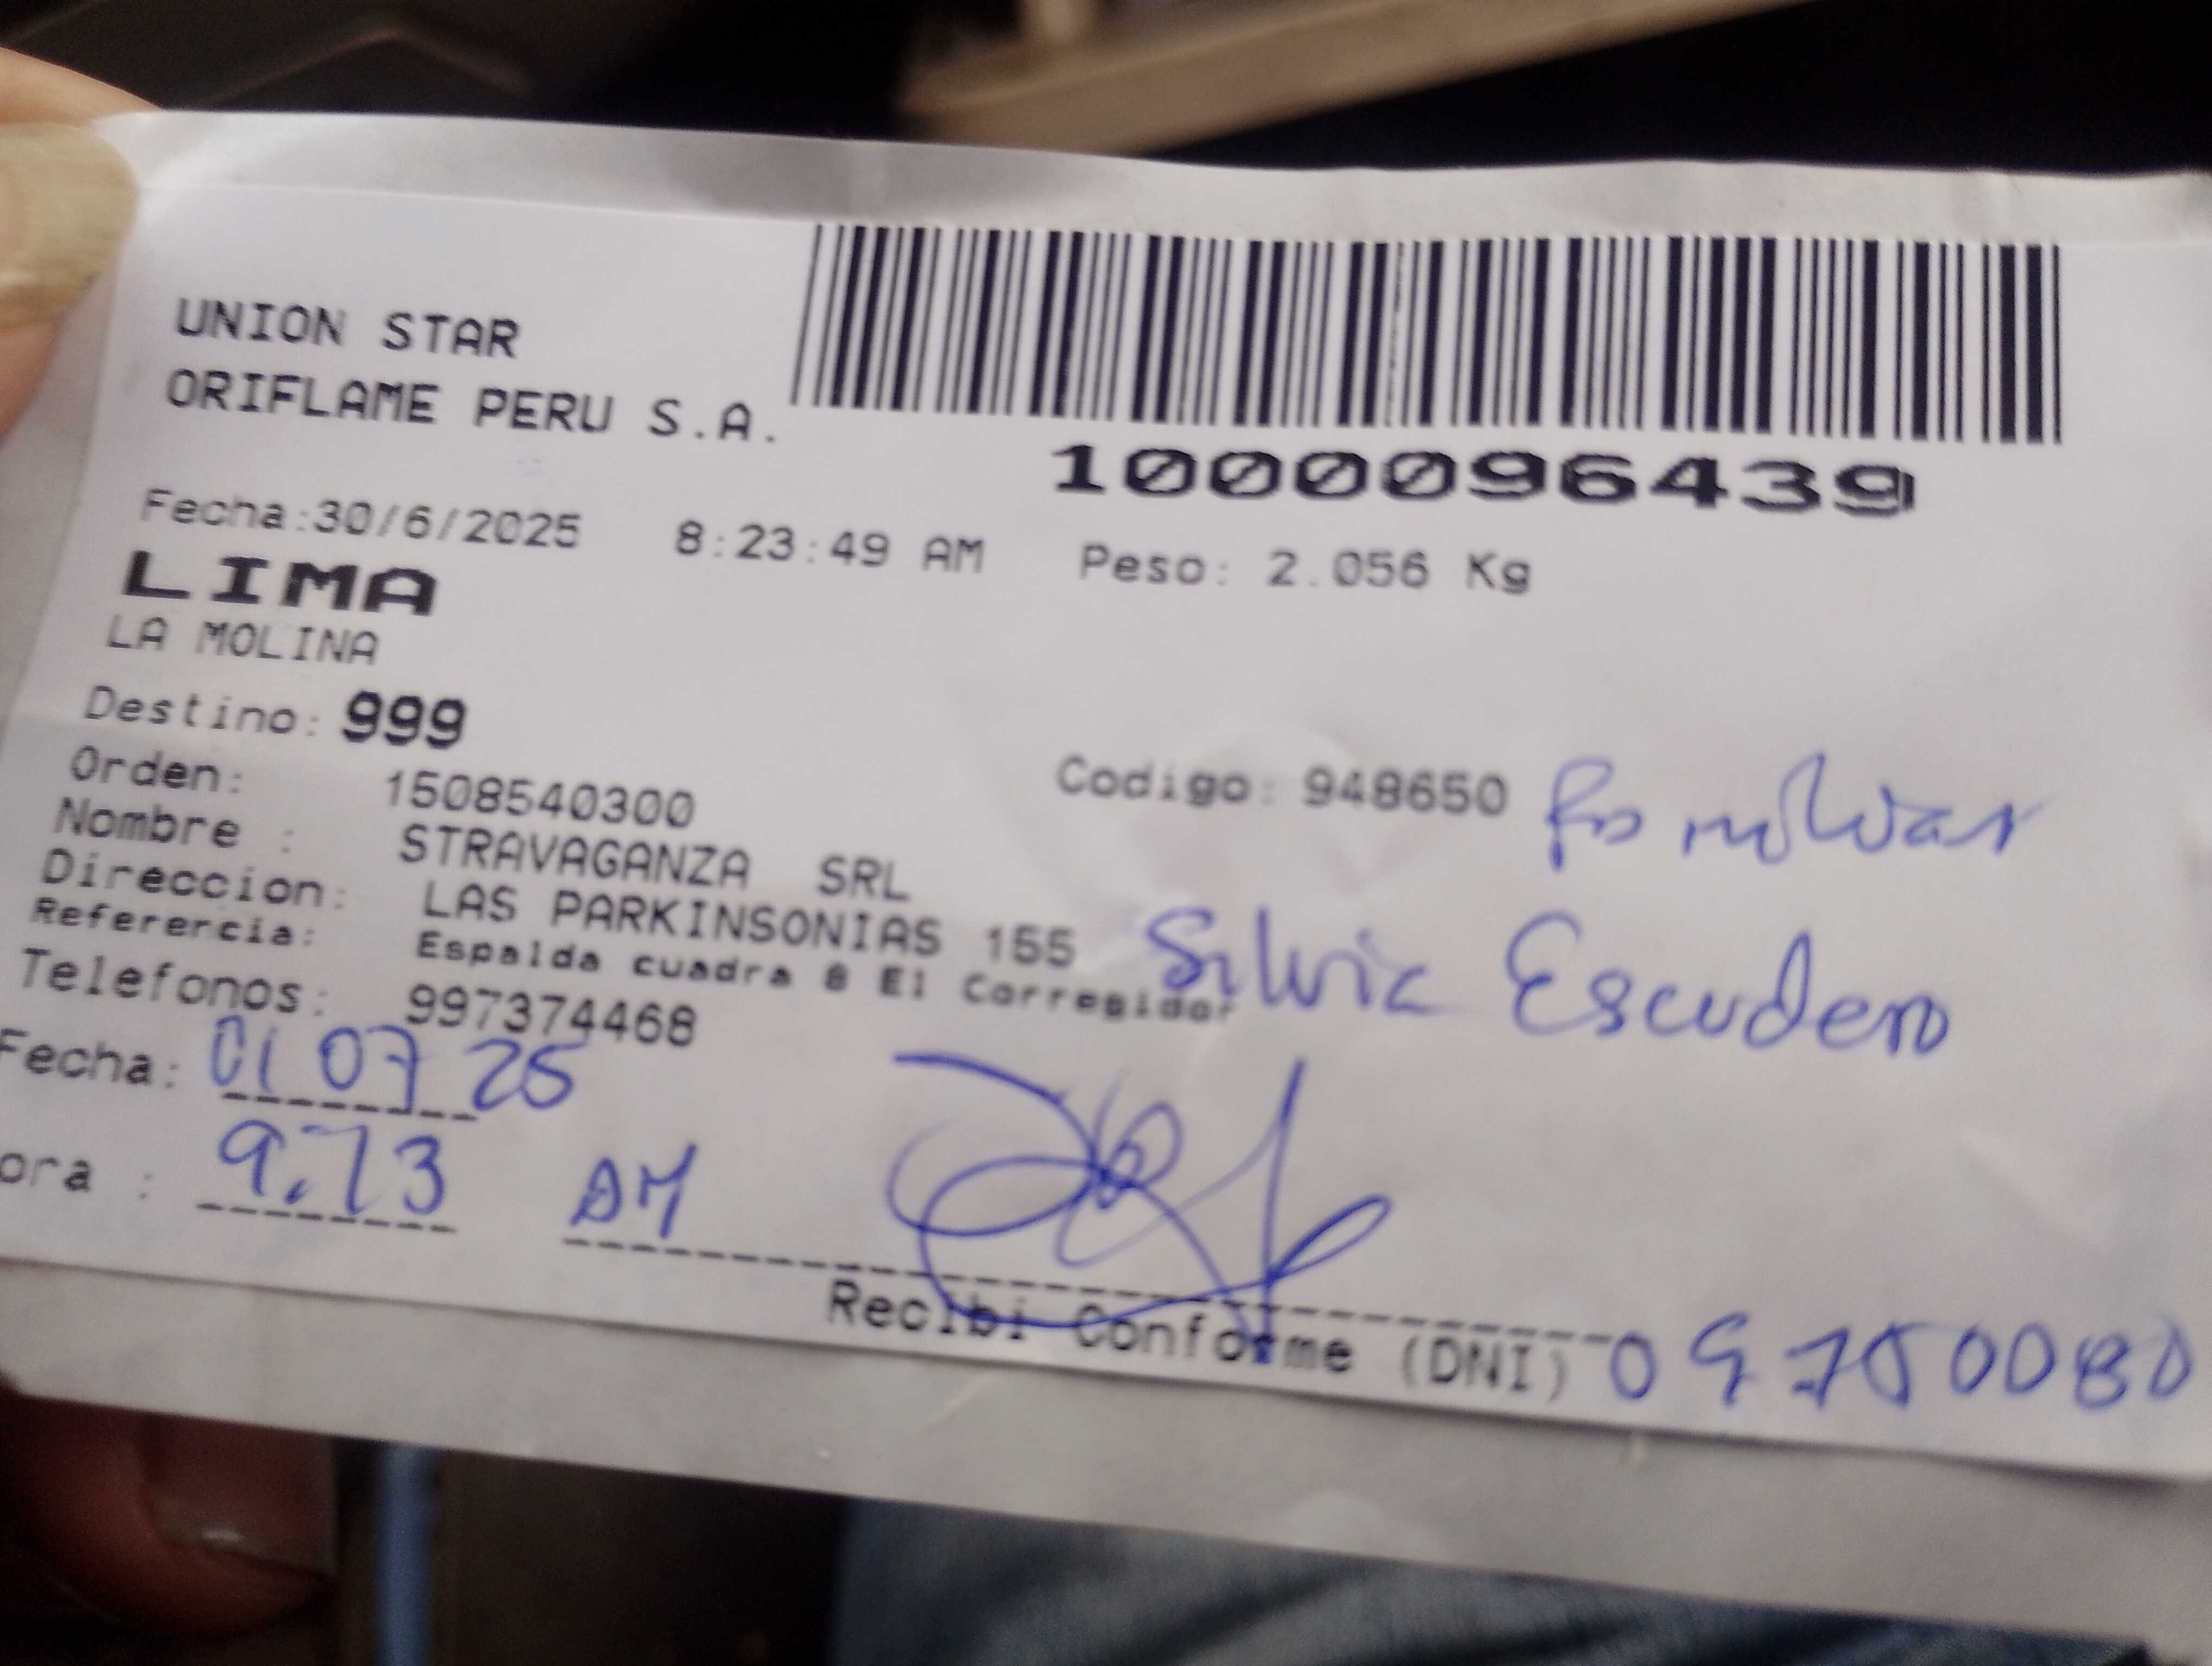 UNION STAR
ORIFLAME PERU S.A.
1000096439
Fecha:30/6/2025 8:23:49 AM Peso: 2.056 Kg
LIMA
LA MOLINA
Destino: 999
Orden: 1508540300 Codigo: 948650
Nombre : STRAVAGANZA SRL
Direccion: LAS PARKINSONIAS 155
Referercia: Espalda cuadra 8 El Corregidor
Silvia Escudero
Telefonos: 997374468
Fecha: 01 07 25
ora : 9:13 AM
Recibi Conforme (DNI)